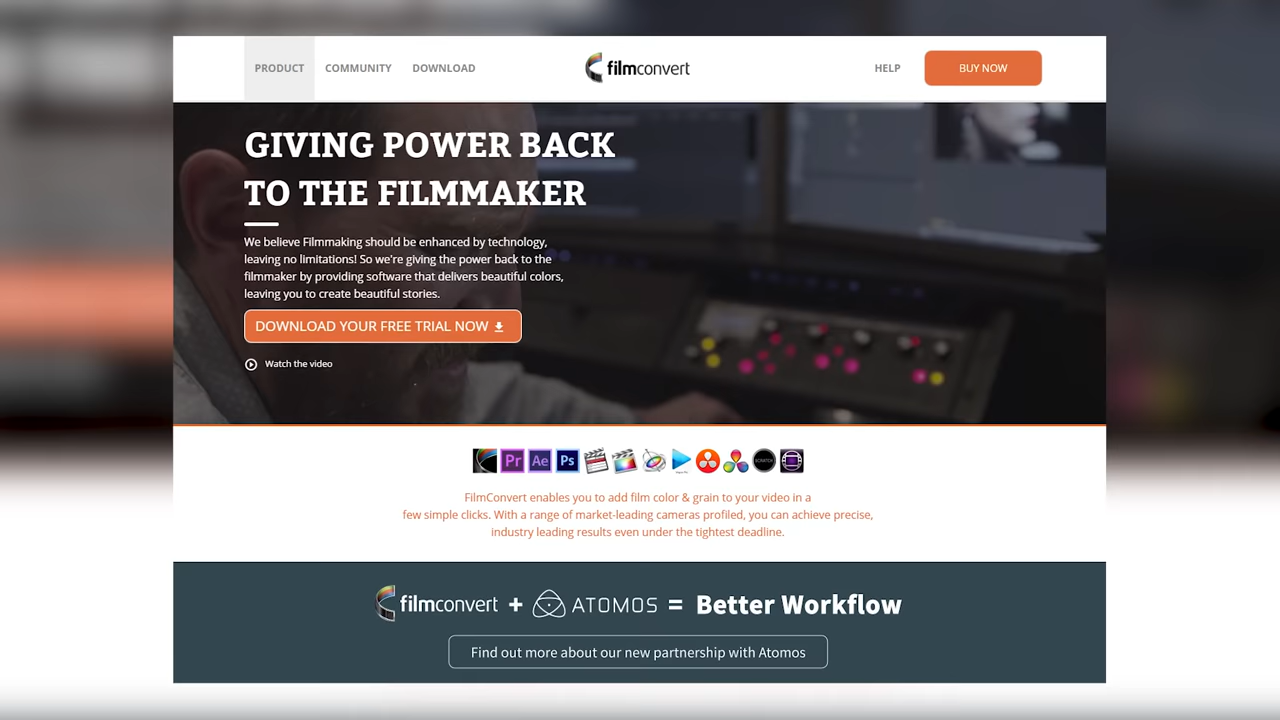 PRODUCT
COMMUNITY
DOWNLOAD
filmconvert
HELP
BUY NOW
GIVING POWER BACK
TO THE FILMMAKER
We believe Filmmaking should be enhanced by technology,
leaving no limitations! So we're giving the power back to the
filmmaker by providing software that delivers beautiful colors,
leaving you to create beautiful stories.
DOWNLOAD YOUR FREE TRIAL NOW
Watch the video
Pr Ae Ps SCRATCH
FilmConvert enables you to add film color & grain to your video in a
few simple clicks. With a range of market-leading cameras profiled, you can achieve precise,
industry leading results even under the tightest deadline.
filmconvert + ATOMOS = Better Workflow
Find out more about our new partnership with Atomos